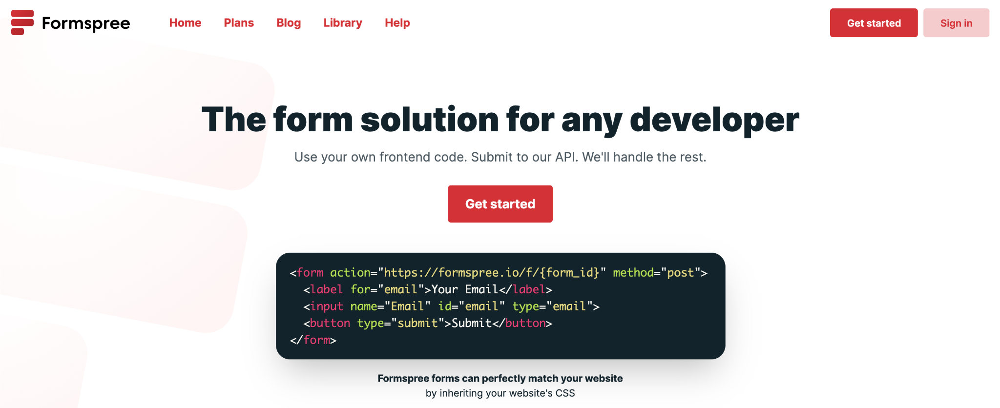 Formspree
Home Plans Blog Library Help
Get started Sign in
The form solution for any developer
Use your own frontend code. Submit to our API. We'll handle the rest.
Get started
<form action="https://formspree.io/f/{form_id}" method="post">
  <label for="email">Your Email</label>
  <input name="Email" id="email" type="email">
  <button type="submit">Submit</button>
</form>
Formspree forms can perfectly match your website
by inheriting your website's CSS